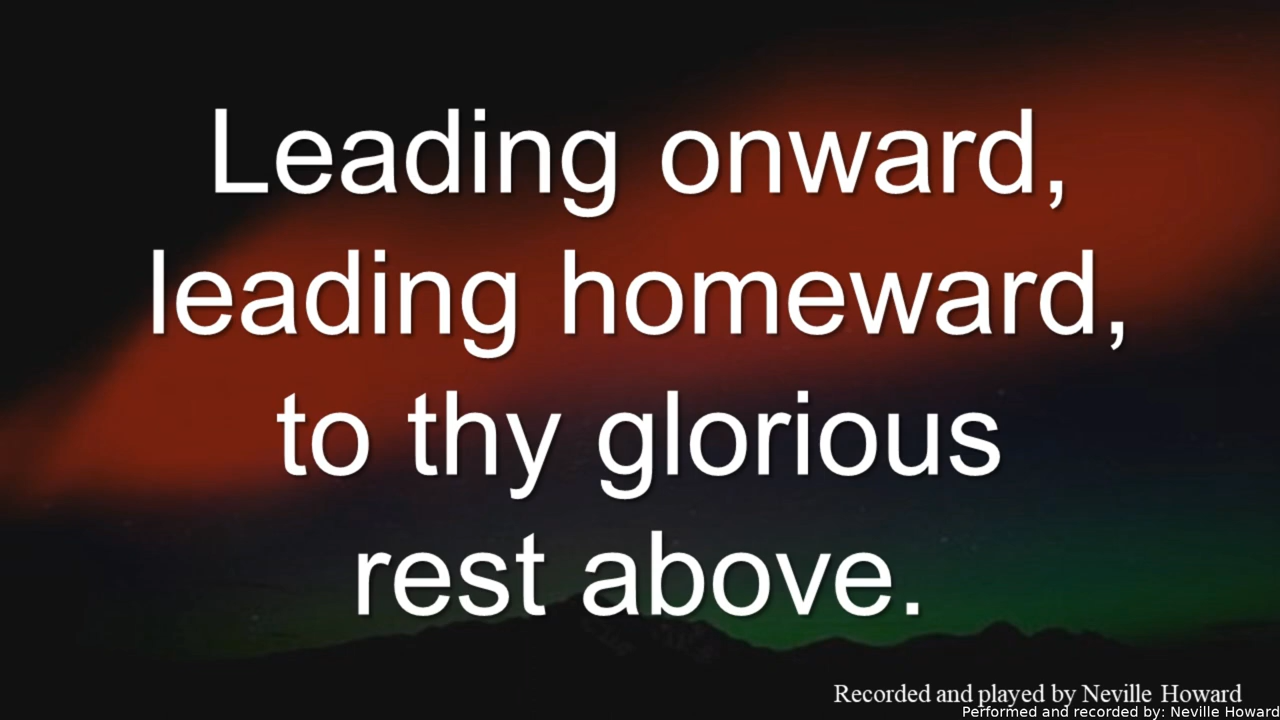 Leading onward,
leading homeward,
to thy glorious
rest above.
Recorded and played by Neville Howard
Performed and recorded by: Neville Howard